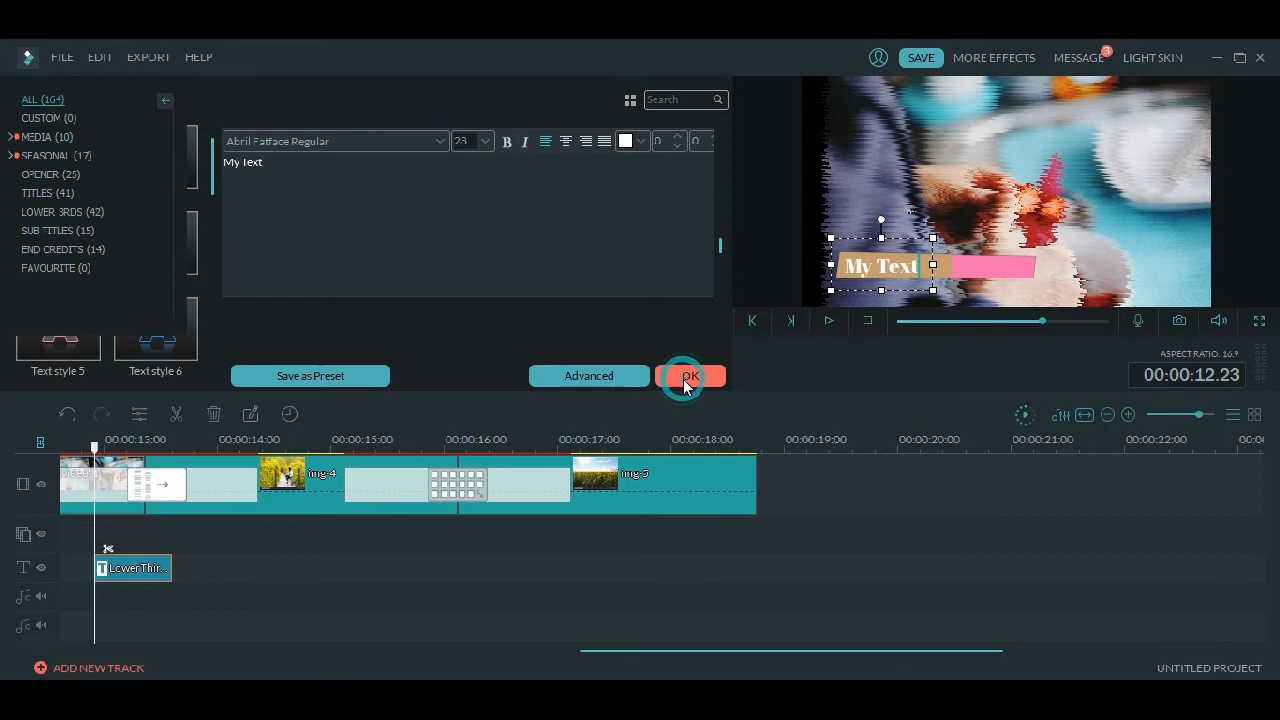 FILE EDIT EXPORT HELP
SAVE MORE EFFECTS MESSAGE 3 LIGHT SKIN
ALL (164)
CUSTOM (0)
MEDIA (10)
SEASONAL (17)
OPENER (25)
TITLES (41)
LOWER 3RDS (42)
SUB TITLES (15)
END CREDITS (14)
FAVOURITE (0)
Text style 5 Text style 6
Search
Abril Fatface Regular 23 B I 0 0
My Text
Save as Preset Advanced OK
My Text
ASPECT RATIO: 16:9
00:00:12.23
00:00:13:00 00:00:14:00 00:00:15:00 00:00:16:00 00:00:17:00 00:00:18:00 00:00:19:00 00:00:20:00 00:00:21:00 00:00:22:00 00:0
img-4 img-5
T LowerThir...
ADD NEW TRACK UNTITLED PROJECT